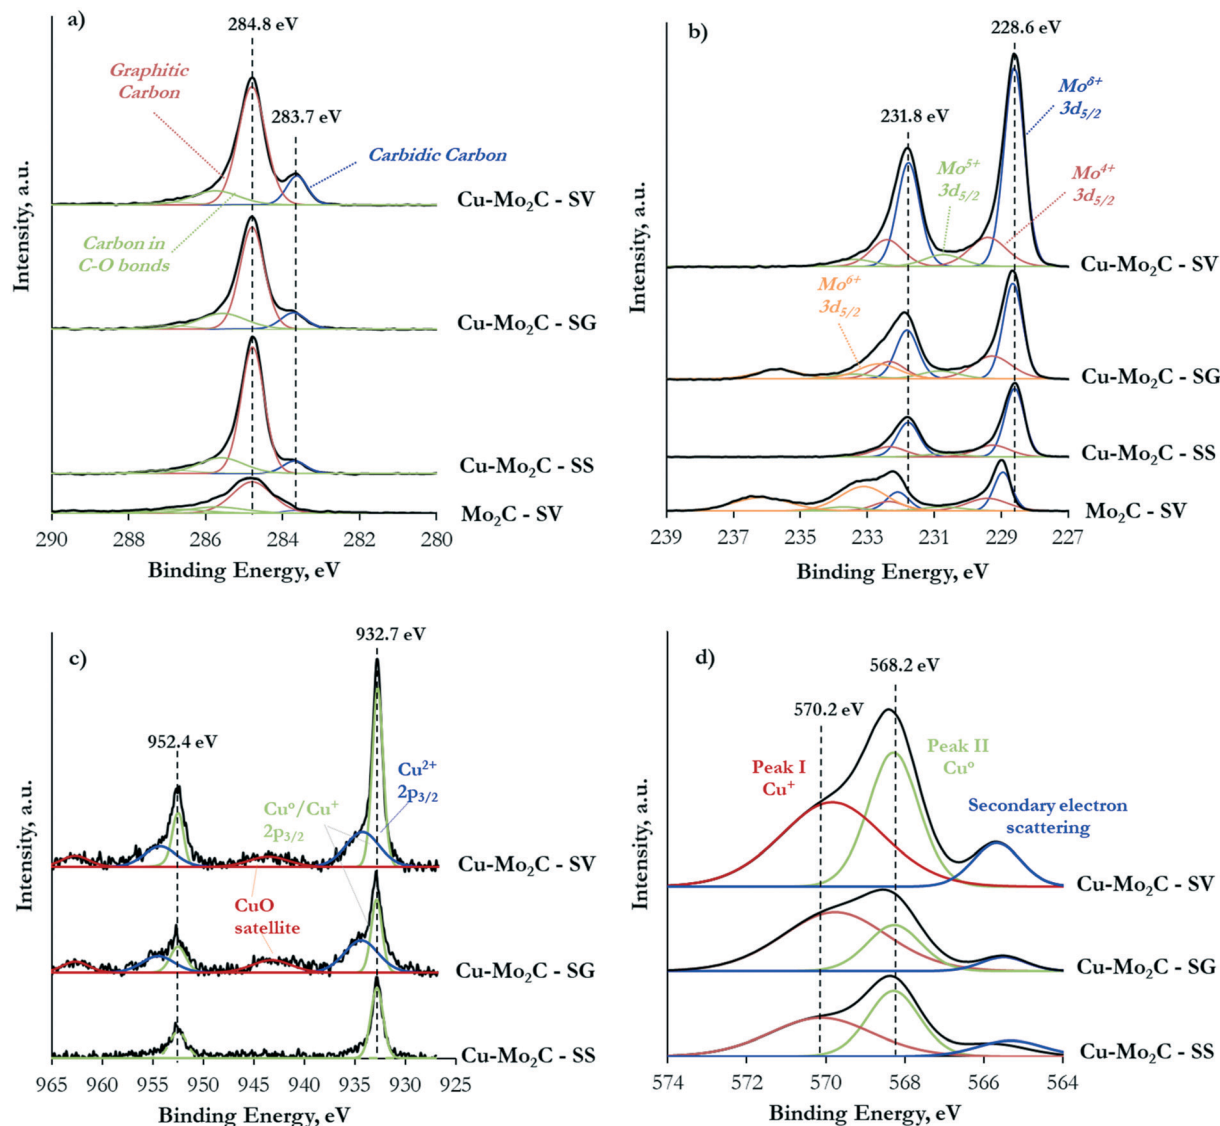 a)
284.8 eV
Graphitic
Carbon
283.7 eV
Carbidic Carbon
Cu-Mo₂C - SV
Carbon in
C-O bonds
Cu-Mo₂C - SG
Cu-Mo₂C - SS
Mo₂C - SV
290 288 286 284 282 280
Binding Energy, eV
Intensity, a.u.
b)
228.6 eV
Mo^δ+
3d5/2
231.8 eV
Mo⁵⁺
3d5/2
Mo⁴⁺
3d5/2
Cu-Mo₂C - SV
Mo⁶⁺
3d5/2
Cu-Mo₂C - SG
Cu-Mo₂C - SS
Mo₂C - SV
239 237 235 233 231 229 227
Binding Energy, eV
Intensity, a.u.
c)
932.7 eV
952.4 eV
Cu²⁺
2p3/2
Cuº/Cu⁺
2p3/2
Cu-Mo₂C - SV
CuO
satellite
Cu-Mo₂C - SG
Cu-Mo₂C - SS
965 960 955 950 945 940 935 930 925
Binding Energy, eV
Intensity, a.u.
d)
568.2 eV
570.2 eV
Peak I
Cu⁺
Peak II
Cuº
Secondary electron
scattering
Cu-Mo₂C - SV
Cu-Mo₂C - SG
Cu-Mo₂C - SS
574 572 570 568 566 564
Binding Energy, eV
Intensity, a.u.